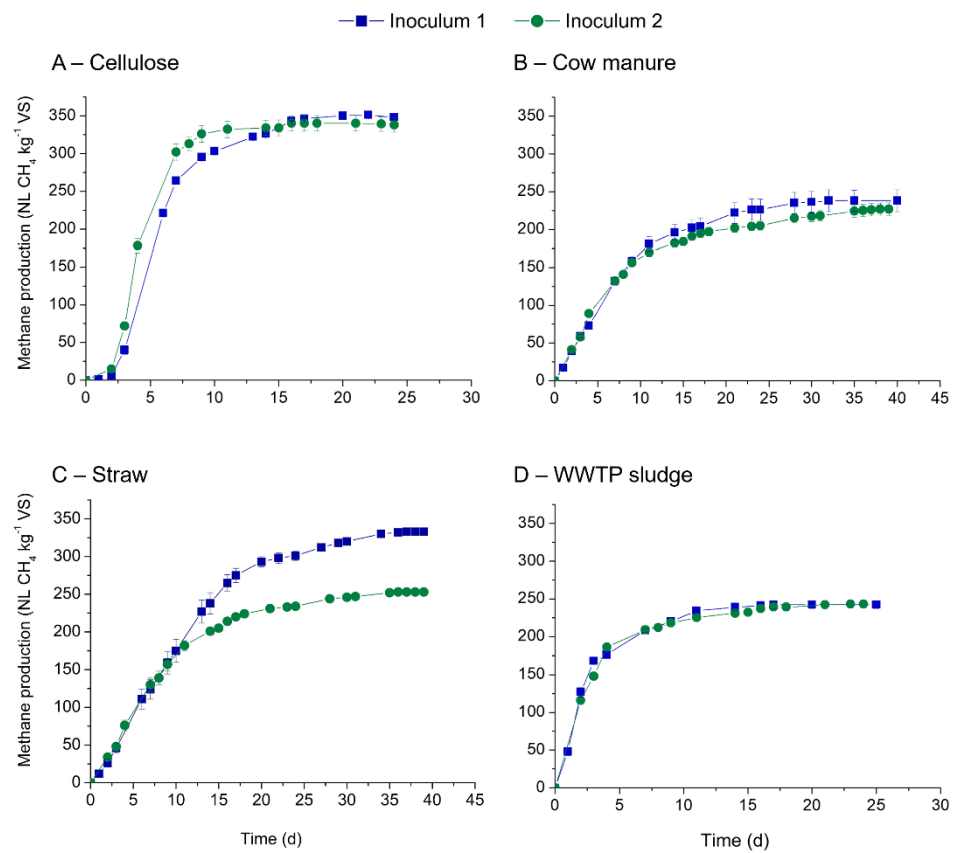 Inoculum 1 Inoculum 2
A – Cellulose
B – Cow manure
Methane production (NL CH₄ kg⁻¹ VS)
350
300
250
200
150
100
50
0
0 5 10 15 20 25 30
350
300
250
200
150
100
50
0
0 5 10 15 20 25 30 35 40 45
C – Straw
D – WWTP sludge
Methane production (NL CH₄ kg⁻¹ VS)
350
300
250
200
150
100
50
0
0 5 10 15 20 25 30 35 40 45
Time (d)
350
300
250
200
150
100
50
0
0 5 10 15 20 25 30
Time (d)